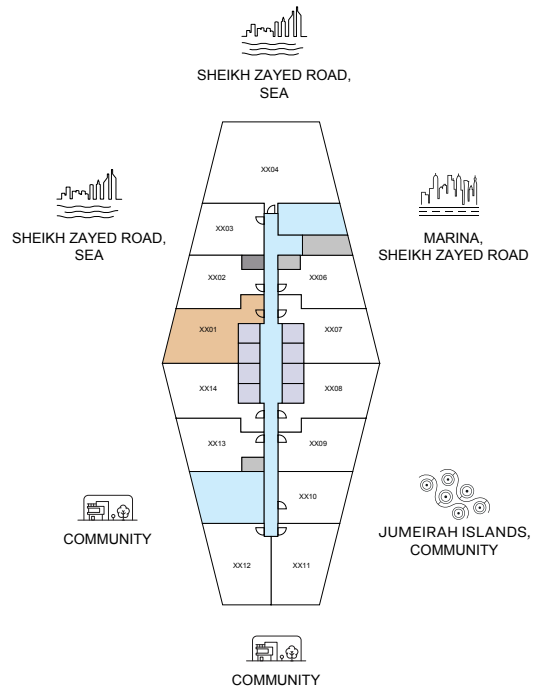 SHEIKH ZAYED ROAD,
SEA
XX04
SHEIKH ZAYED ROAD,
SEA
XX03
MARINA,
SHEIKH ZAYED ROAD
XX02
XX06
XX01
XX07
XX14
XX08
XX13
XX09
XX10
COMMUNITY
JUMEIRAH ISLANDS,
COMMUNITY
XX12
XX11
COMMUNITY